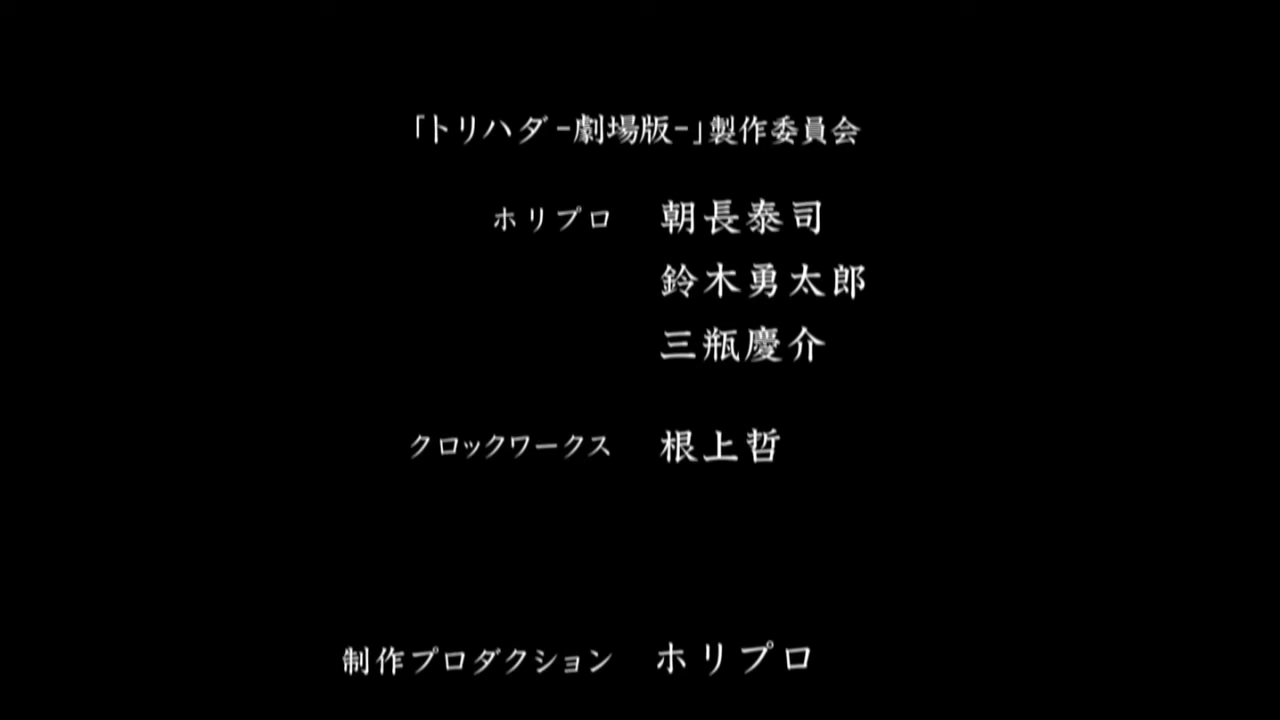 「トリハダ-劇場版-」製作委員会
ホリプロ 朝長泰司
鈴木勇太郎
三瓶慶介
クロックワークス 根上哲
制作プロダクション ホリプロ